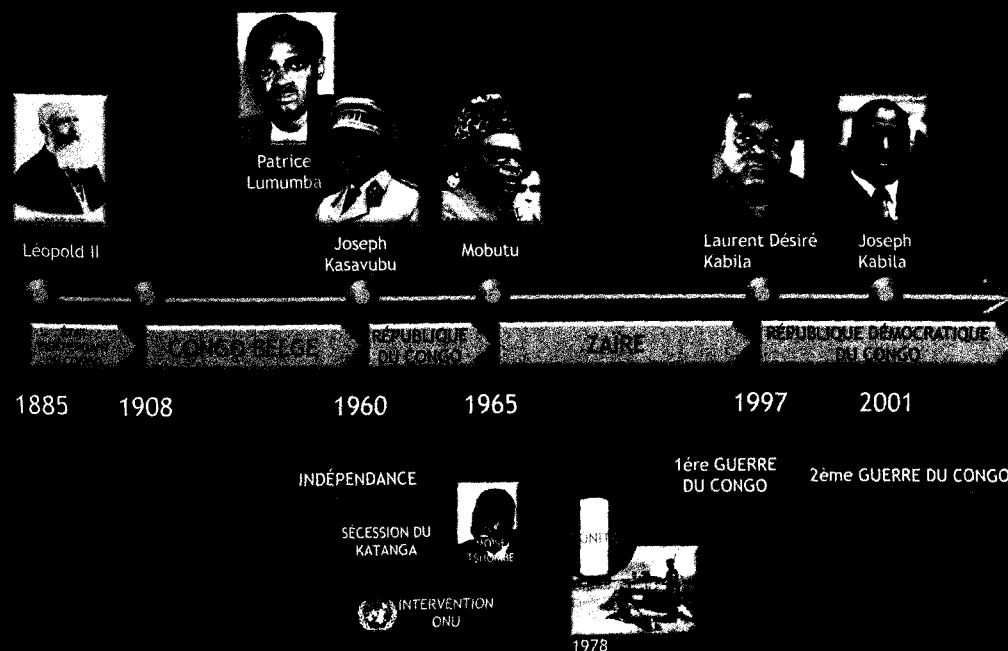 Patrice
Lumumba
Léopold II
Joseph
Kasavubu
Mobutu
Laurent Désiré
Kabila
Joseph
Kabila
CONGO BELGE
RÉPUBLIQUE
DU CONGO
ZAÏRE
RÉPUBLIQUE DÉMOCRATIQUE
DU CONGO
1885
1908
1960
1965
1997
2001
INDÉPENDANCE
1ére GUERRE
DU CONGO
2ème GUERRE DU CONGO
SÉCESSION DU
KATANGA
TSHOMBE
INTERVENTION
ONU
1978